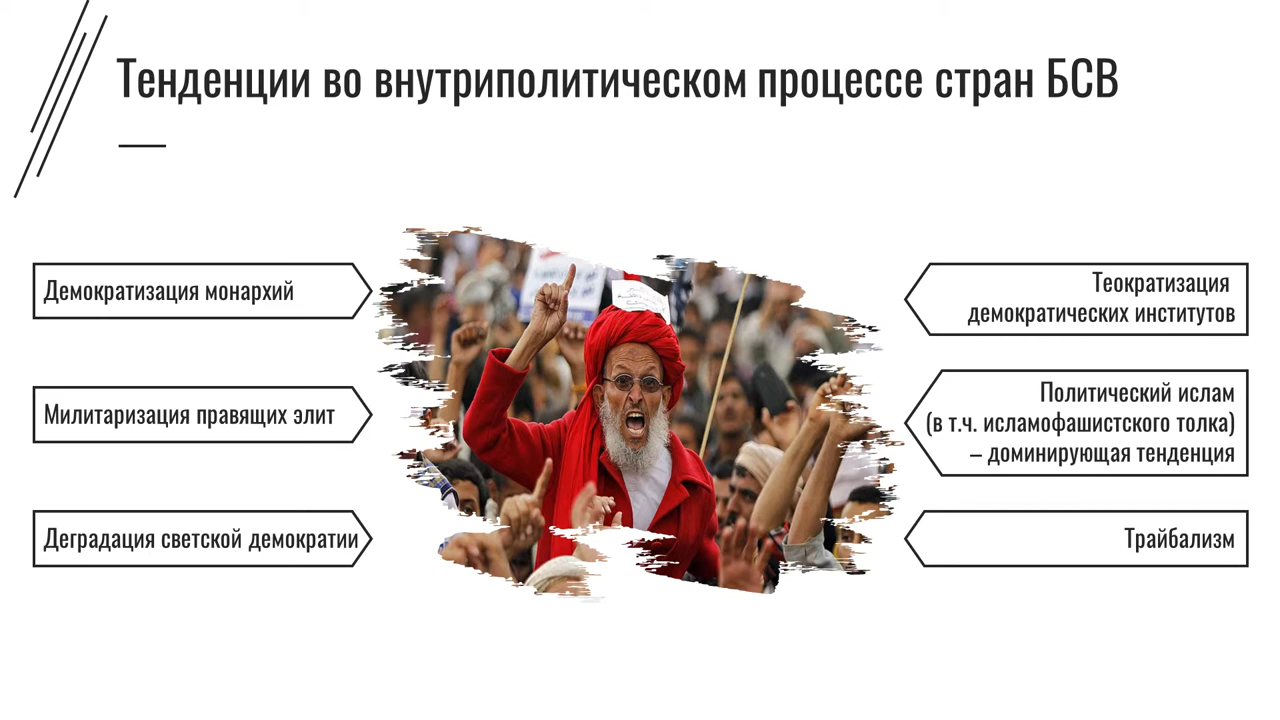 Тенденции во внутриполитическом процессе стран БСВ
Демократизация монархий
Милитаризация правящих элит
Деградация светской демократии
Теократизация
демократических институтов
Политический ислам
(в т.ч. исламофашистского толка)
– доминирующая тенденция
Трайбализм